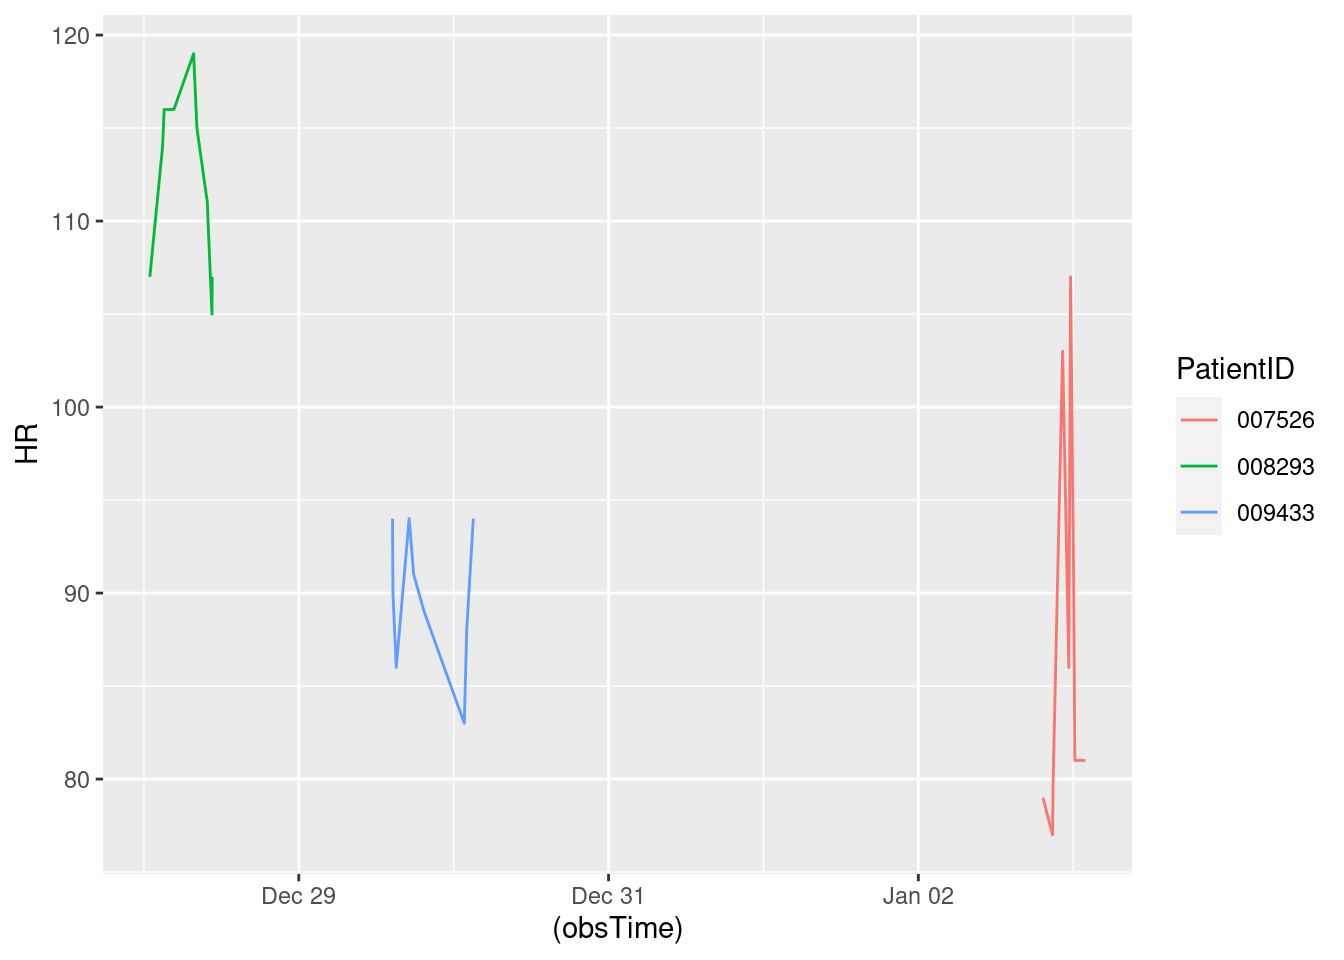 120
110
100
90
80
HR
Dec 29
Dec 31
Jan 02
(obsTime)
PatientID
007526
008293
009433